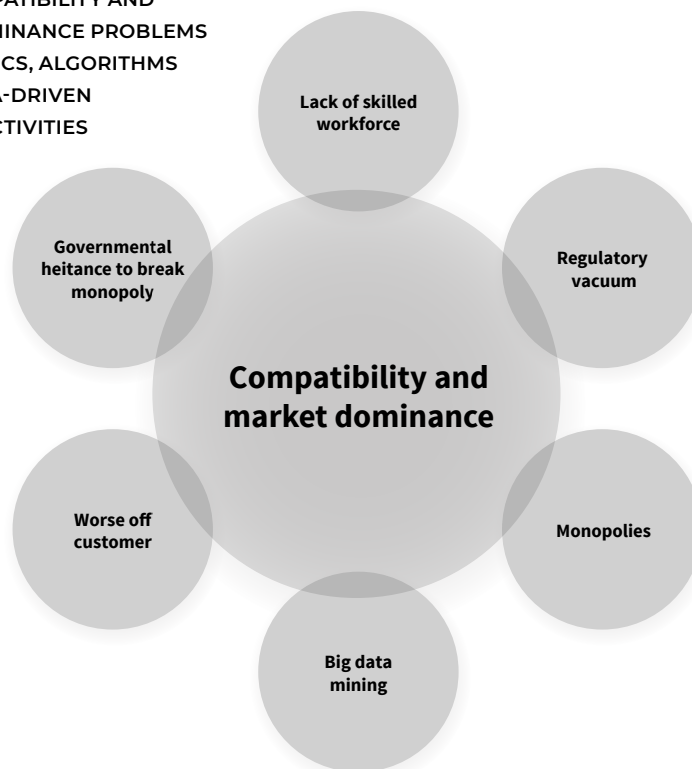 PATIBILITY AND
MINANCE PROBLEMS
CS, ALGORITHMS
A-DRIVEN
CTIVITIES
Lack of skilled
workforce
Governmental
heitance to break
monopoly
Regulatory
vacuum
Compatibility and
market dominance
Worse off
customer
Monopolies
Big data
mining